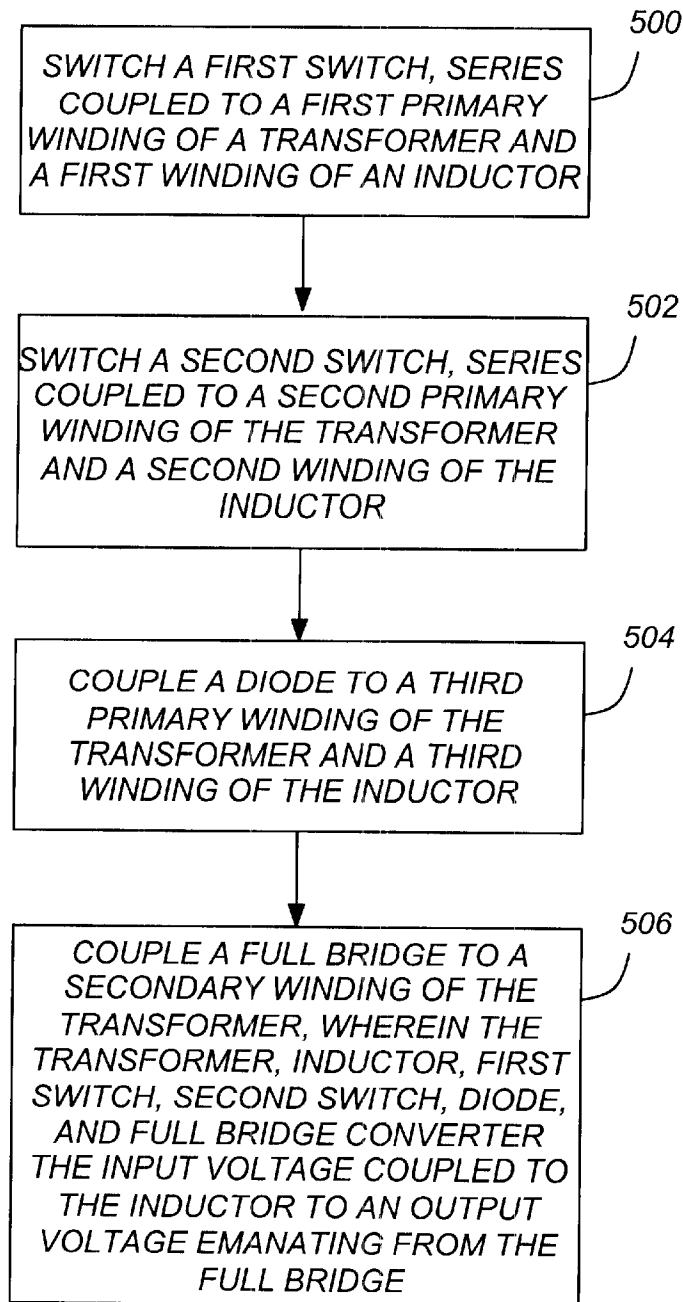 500
SWITCH A FIRST SWITCH, SERIES
COUPLED TO A FIRST PRIMARY
WINDING OF A TRANSFORMER AND
A FIRST WINDING OF AN INDUCTOR
502
SWITCH A SECOND SWITCH, SERIES
COUPLED TO A SECOND PRIMARY
WINDING OF THE TRANSFORMER
AND A SECOND WINDING OF THE
INDUCTOR
504
COUPLE A DIODE TO A THIRD
PRIMARY WINDING OF THE
TRANSFORMER AND A THIRD
WINDING OF THE INDUCTOR
506
COUPLE A FULL BRIDGE TO A
SECONDARY WINDING OF THE
TRANSFORMER, WHEREIN THE
TRANSFORMER, INDUCTOR, FIRST
SWITCH, SECOND SWITCH, DIODE,
AND FULL BRIDGE CONVERTER
THE INPUT VOLTAGE COUPLED TO
THE INDUCTOR TO AN OUTPUT
VOLTAGE EMANATING FROM THE
FULL BRIDGE